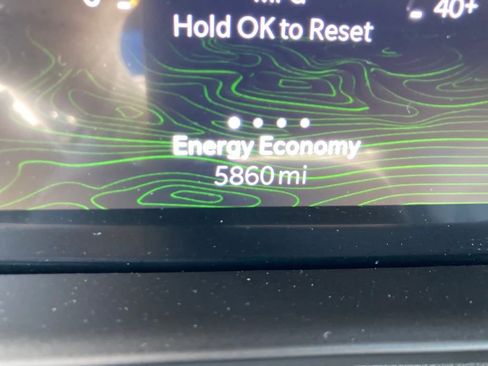 40+
Hold OK to Reset
Energy Economy
5860 mi